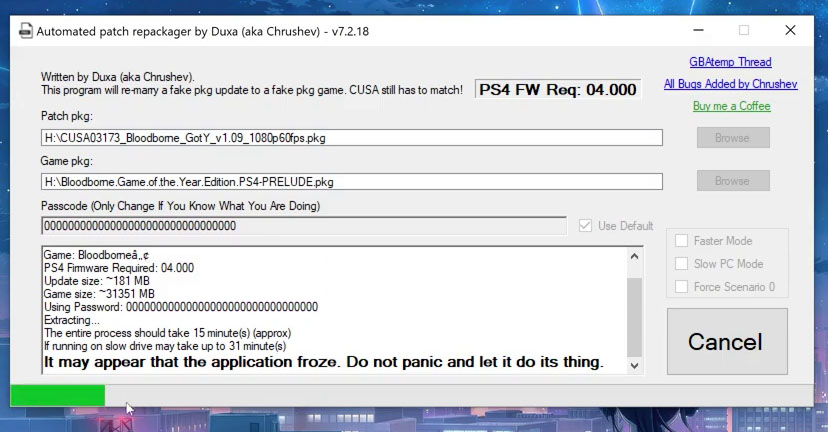 Automated patch repackager by Duxa (aka Chrushev) - v7.2.18
GBAtemp Thread
Written by Duxa (aka Chrushev).
This program will re-marry a fake pkg update to a fake pkg game. CUSA still has to match!
PS4 FW Req: 04.000
All Bugs Added by Chrushev
Buy me a Coffee
Patch pkg:
H:\CUSA03173_Bloodborne_GotY_v1.09_1080p60fps.pkg
Browse
Game pkg:
H:\Bloodborne.Game.of.the.Year.Edition.PS4-PRELUDE.pkg
Browse
Passcode (Only Change If You Know What You Are Doing)
00000000000000000000000000000000
Use Default
Faster Mode
Slow PC Mode
Force Scenario 0
Game: Bloodborneâ„¢
PS4 Firmware Required: 04.000
Update size: ~181 MB
Game size: ~31351 MB
Using Password: 00000000000000000000000000000000
Extracting...
The entire process should take 15 minute(s) (approx)
If running on slow drive may take up to 31 minute(s)
It may appear that the application froze. Do not panic and let it do its thing.
Cancel